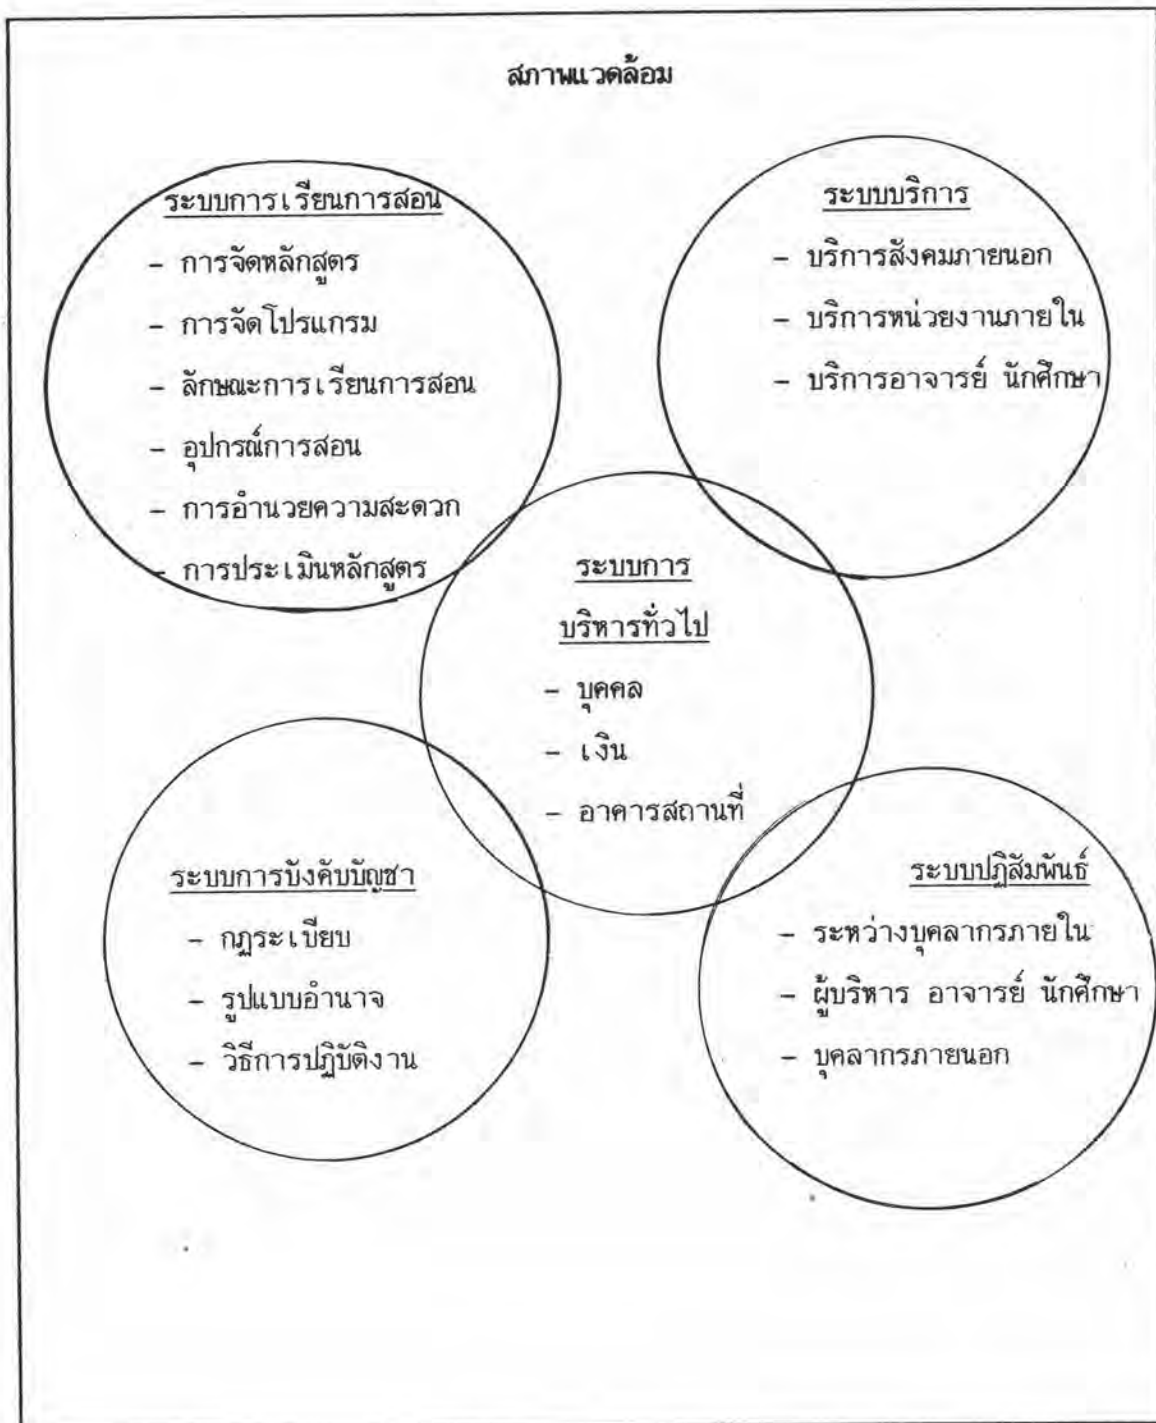 สภาพแวดล้อม
ระบบการเรียนการสอน
- การจัดหลักสูตร
- การจัดโปรแกรม
- ลักษณะการเรียนการสอน
- อุปกรณ์การสอน
- การอำนวยความสะดวก
- การประเมินหลักสูตร
ระบบบริการ
- บริการสังคมภายนอก
- บริการหน่วยงานภายใน
- บริการอาจารย์ นักศึกษา
ระบบการ
บริหารทั่วไป
- บุคคล
- เงิน
- อาคารสถานที่
ระบบการบังคับบัญชา
- กฎระเบียบ
- รูปแบบอำนาจ
- วิธีการปฏิบัติงาน
ระบบปฏิสัมพันธ์
- ระหว่างบุคลากรภายใน
- ผู้บริหาร อาจารย์ นักศึกษา
- บุคลากรภายนอก